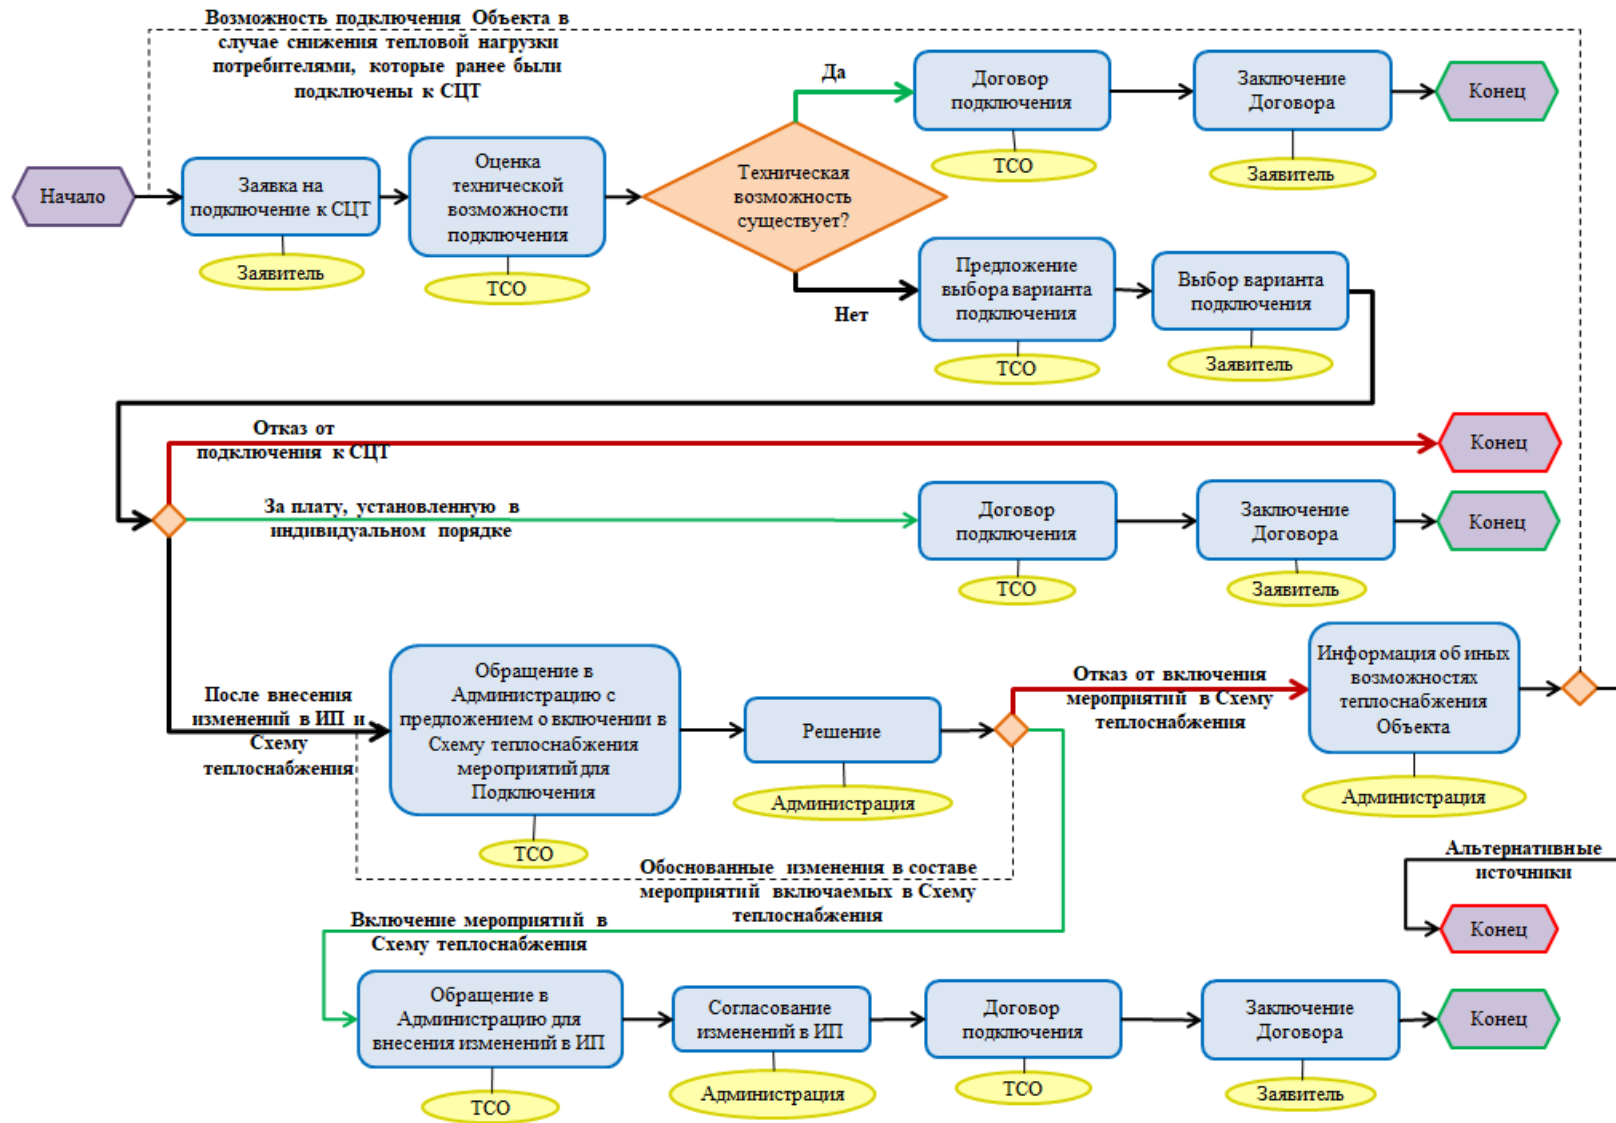 Возможность подключения Объекта в
случае снижения тепловой нагрузки
потребителями, которые ранее были
подключены к СЦТ
Начало
Заявка на
подключение к СЦТ
Заявитель
Оценка
технической
возможности
подключения
ТСО
Техническая
возможность
существует?
Да
Договор
подключения
ТСО
Заключение
Договора
Заявитель
Конец
Нет
Предложение
выбора варианта
подключения
ТСО
Выбор варианта
подключения
Заявитель
Отказ от
подключения к СЦТ
Конец
За плату, установленную в
индивидуальном порядке
Договор
подключения
ТСО
Заключение
Договора
Заявитель
Конец
После внесения
изменений в ИП и
Схему
теплоснабжения
Обращение в
Администрацию с
предложением о включении в
Схему теплоснабжения
мероприятий для
Подключения
ТСО
Решение
Администрация
Отказ от включения
мероприятий в Схему
теплоснабжения
Информация об иных
возможностях
теплоснабжения
Объекта
Администрация
Обоснованные изменения в составе
мероприятий включаемых в Схему
теплоснабжения
Альтернативные
источники
Конец
Включение мероприятий в
Схему теплоснабжения
Обращение в
Администрацию для
внесения изменений в ИП
ТСО
Согласование
изменений в ИП
Администрация
Договор
подключения
ТСО
Заключение
Договора
Заявитель
Конец